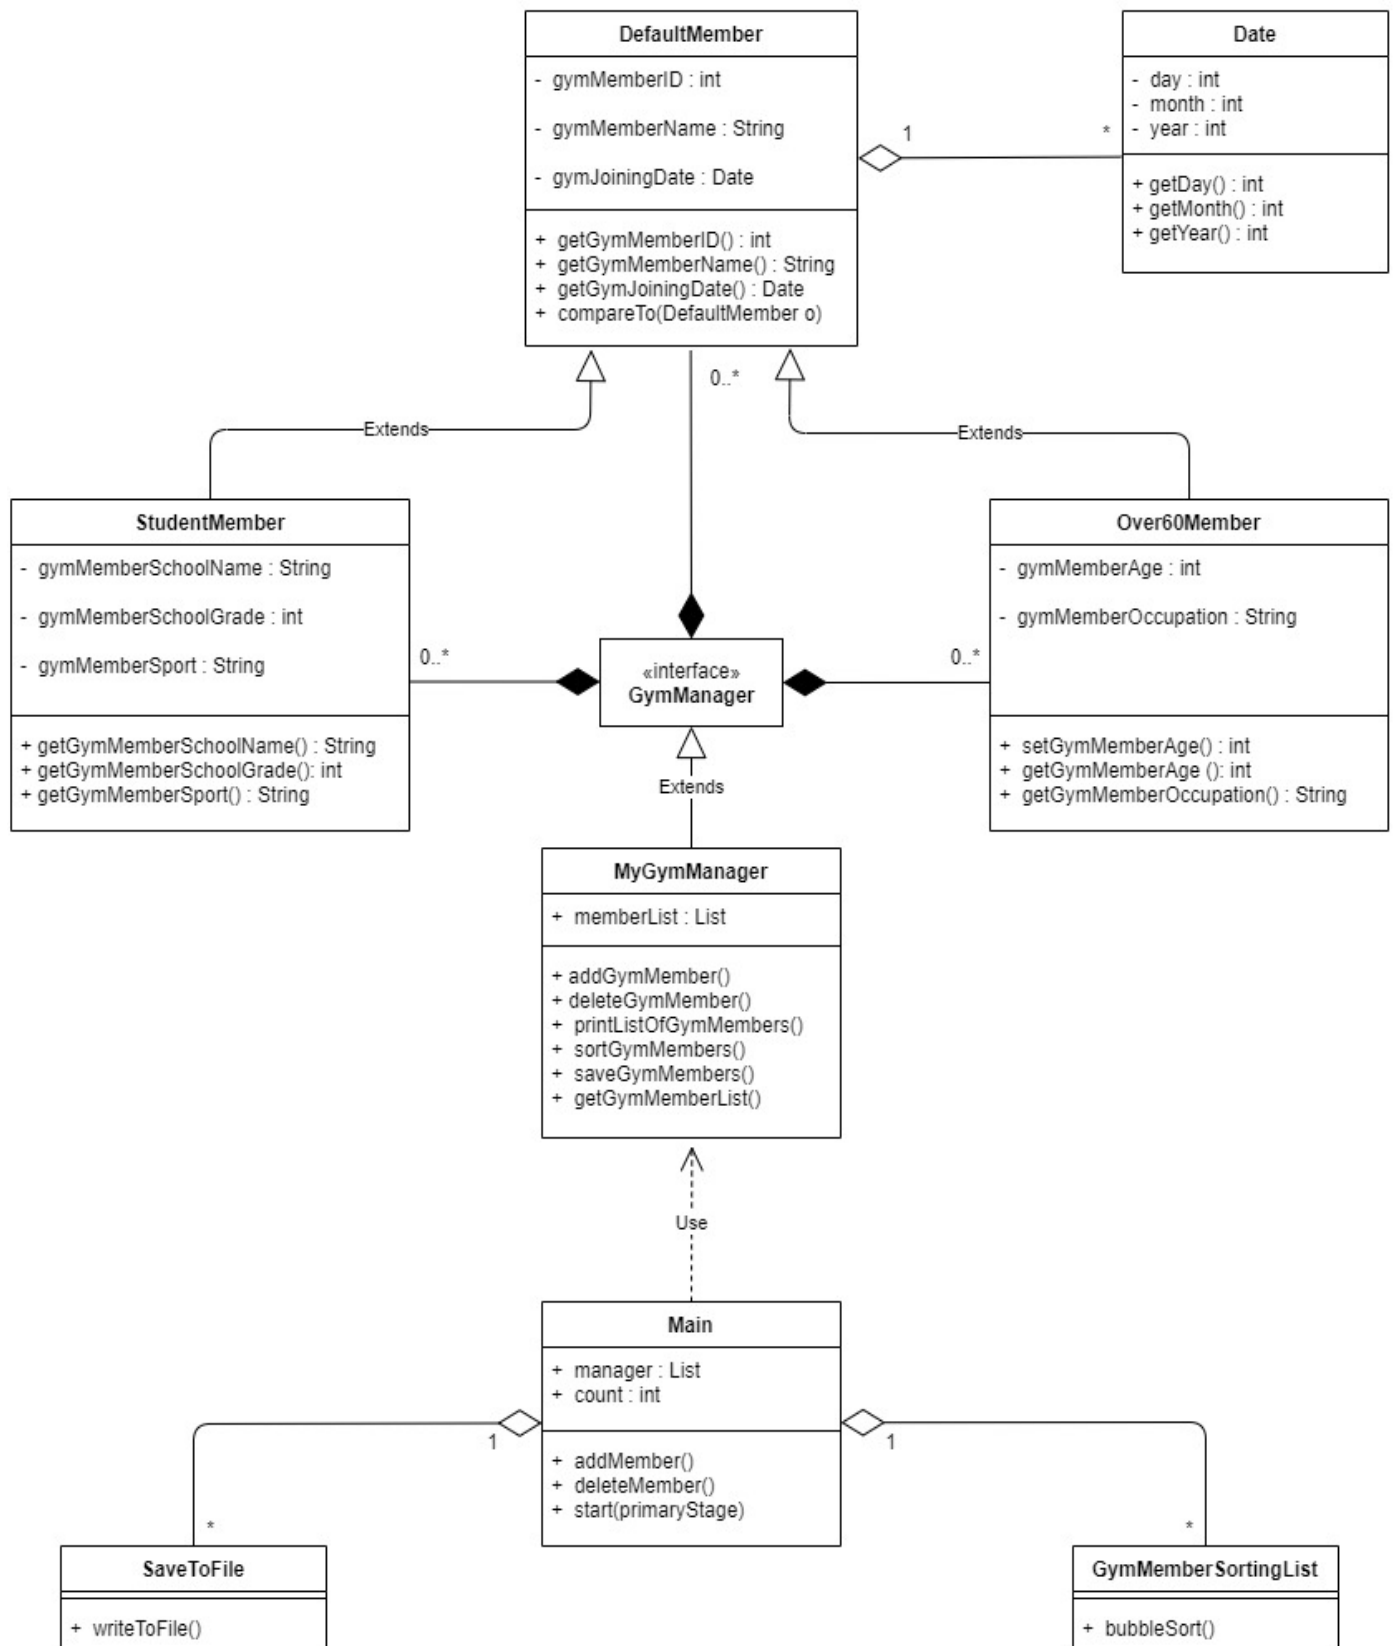 DefaultMember
- gymMemberID : int
- gymMemberName : String
- gymJoiningDate : Date
+ getGymMemberID() : int
+ getGymMemberName() : String
+ getGymJoiningDate() : Date
+ compareTo(DefaultMember o)
1
*
Date
- day : int
- month : int
- year : int
+ getDay() : int
+ getMonth() : int
+ getYear() : int
0..*
Extends
Extends
StudentMember
- gymMemberSchoolName : String
- gymMemberSchoolGrade : int
- gymMemberSport : String
+ getGymMemberSchoolName() : String
+ getGymMemberSchoolGrade(): int
+ getGymMemberSport() : String
0..*
«interface»
GymManager
0..*
Over60Member
- gymMemberAge : int
- gymMemberOccupation : String
+ setGymMemberAge() : int
+ getGymMemberAge (): int
+ getGymMemberOccupation() : String
Extends
MyGymManager
+ memberList : List
+ addGymMember()
+ deleteGymMember()
+ printListOfGymMembers()
+ sortGymMembers()
+ saveGymMembers()
+ getGymMemberList()
Use
Main
+ manager : List
+ count : int
+ addMember()
+ deleteMember()
+ start(primaryStage)
1
1
*
*
SaveToFile
+ writeToFile()
GymMemberSortingList
+ bubbleSort()